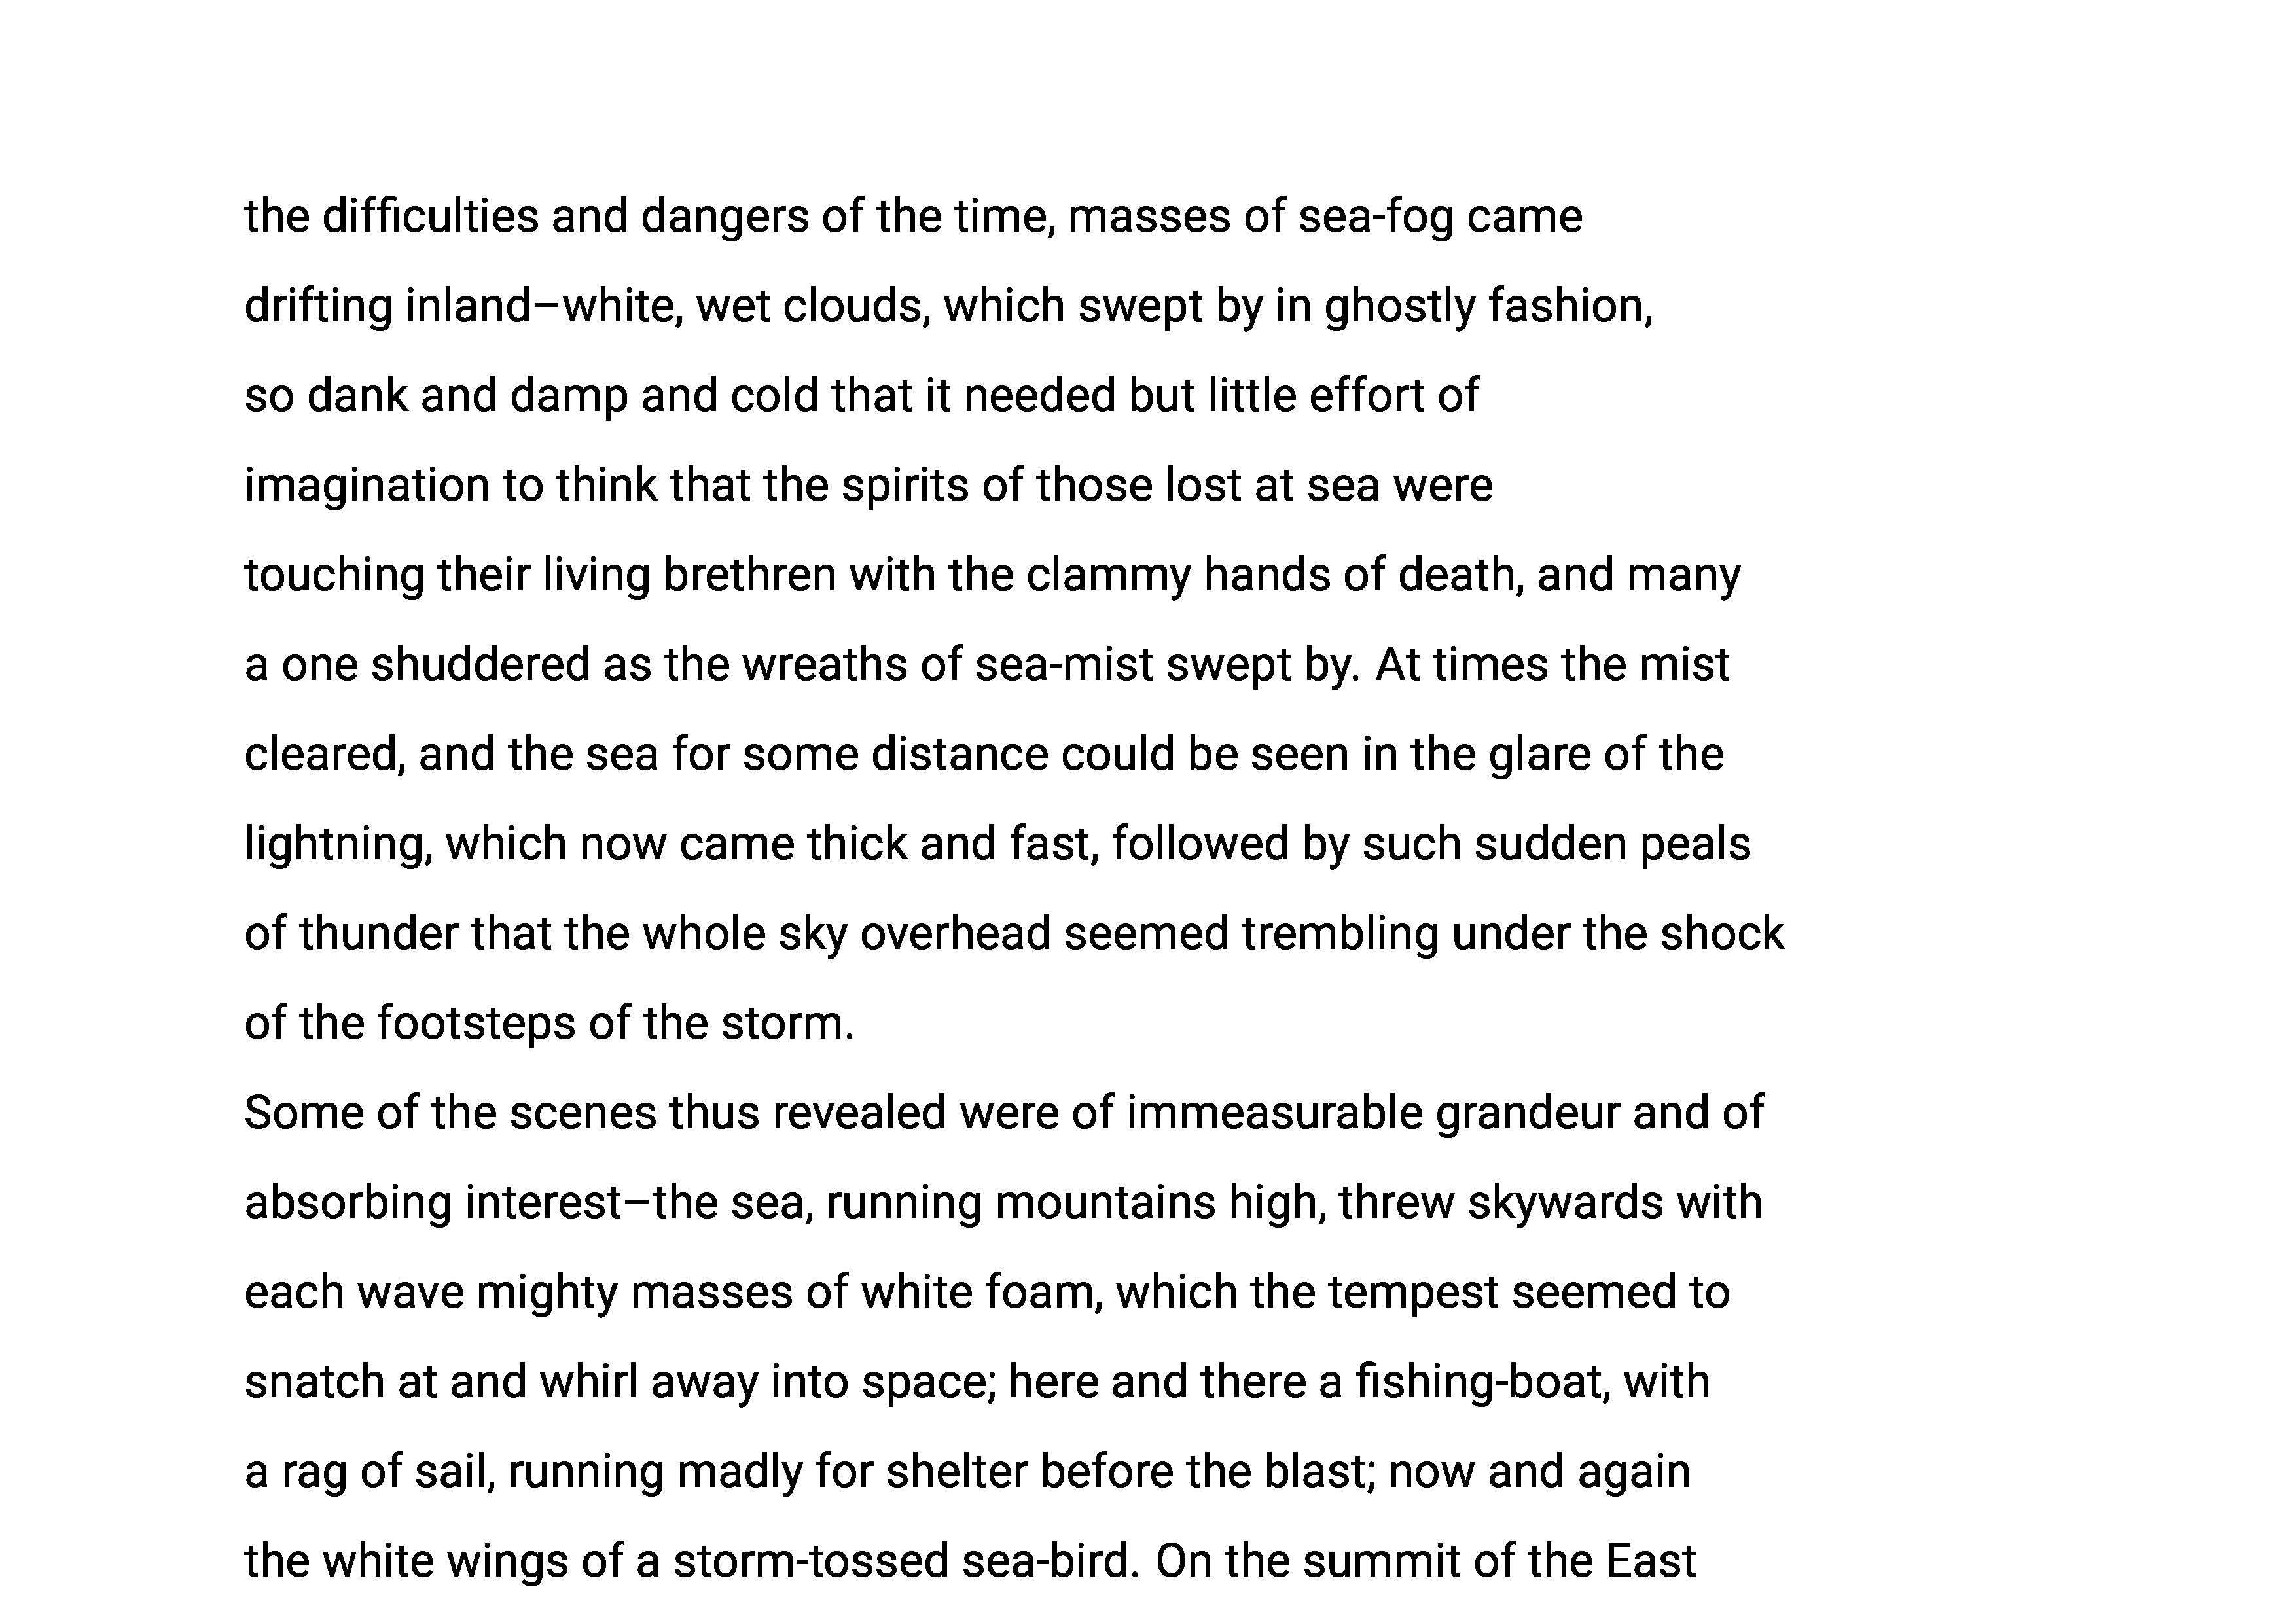 the difficulties and dangers of the time, masses of sea-fog came
drifting inland–white, wet clouds, which swept by in ghostly fashion,
so dank and damp and cold that it needed but little effort of
imagination to think that the spirits of those lost at sea were
touching their living brethren with the clammy hands of death, and many
a one shuddered as the wreaths of sea-mist swept by. At times the mist
cleared, and the sea for some distance could be seen in the glare of the
lightning, which now came thick and fast, followed by such sudden peals
of thunder that the whole sky overhead seemed trembling under the shock
of the footsteps of the storm.
Some of the scenes thus revealed were of immeasurable grandeur and of
absorbing interest–the sea, running mountains high, threw skywards with
each wave mighty masses of white foam, which the tempest seemed to
snatch at and whirl away into space; here and there a fishing-boat, with
a rag of sail, running madly for shelter before the blast; now and again
the white wings of a storm-tossed sea-bird. On the summit of the East